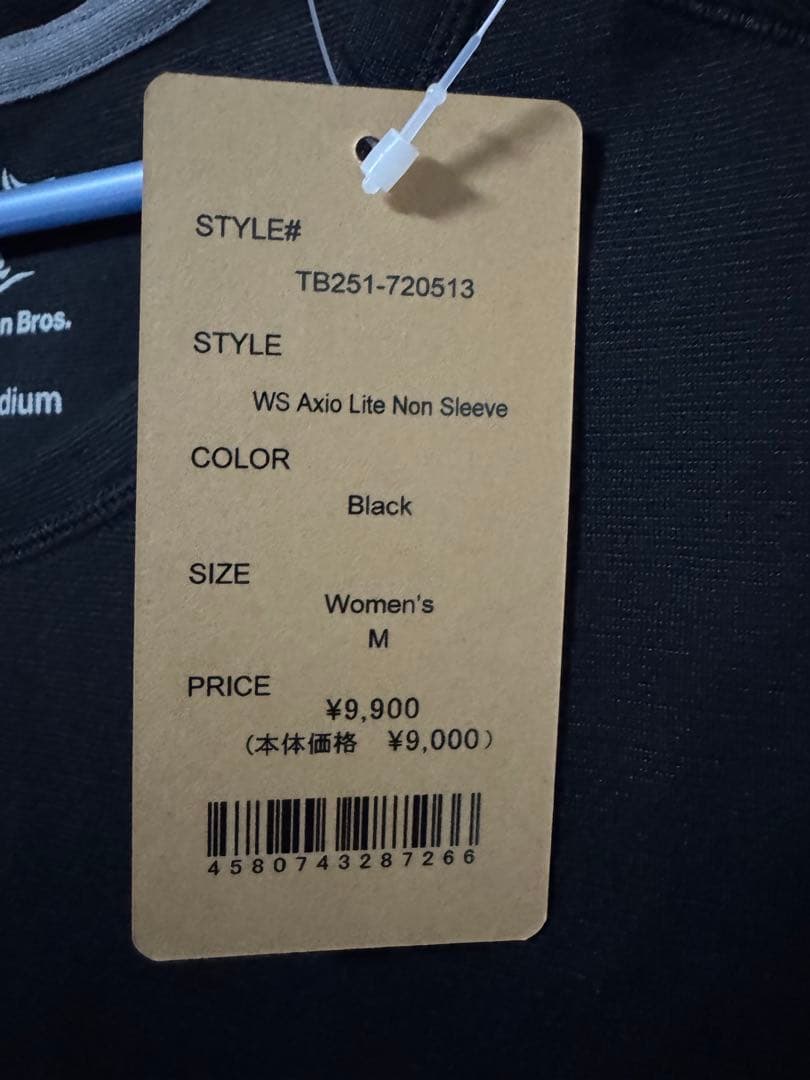 STYLE#
TB251-720513
STYLE
WS Axio Lite Non Sleeve
COLOR
Black
SIZE
Women's
M
PRICE
¥9,900
(本体価格 ¥9,000)
4580743287266
n Bros.
dium